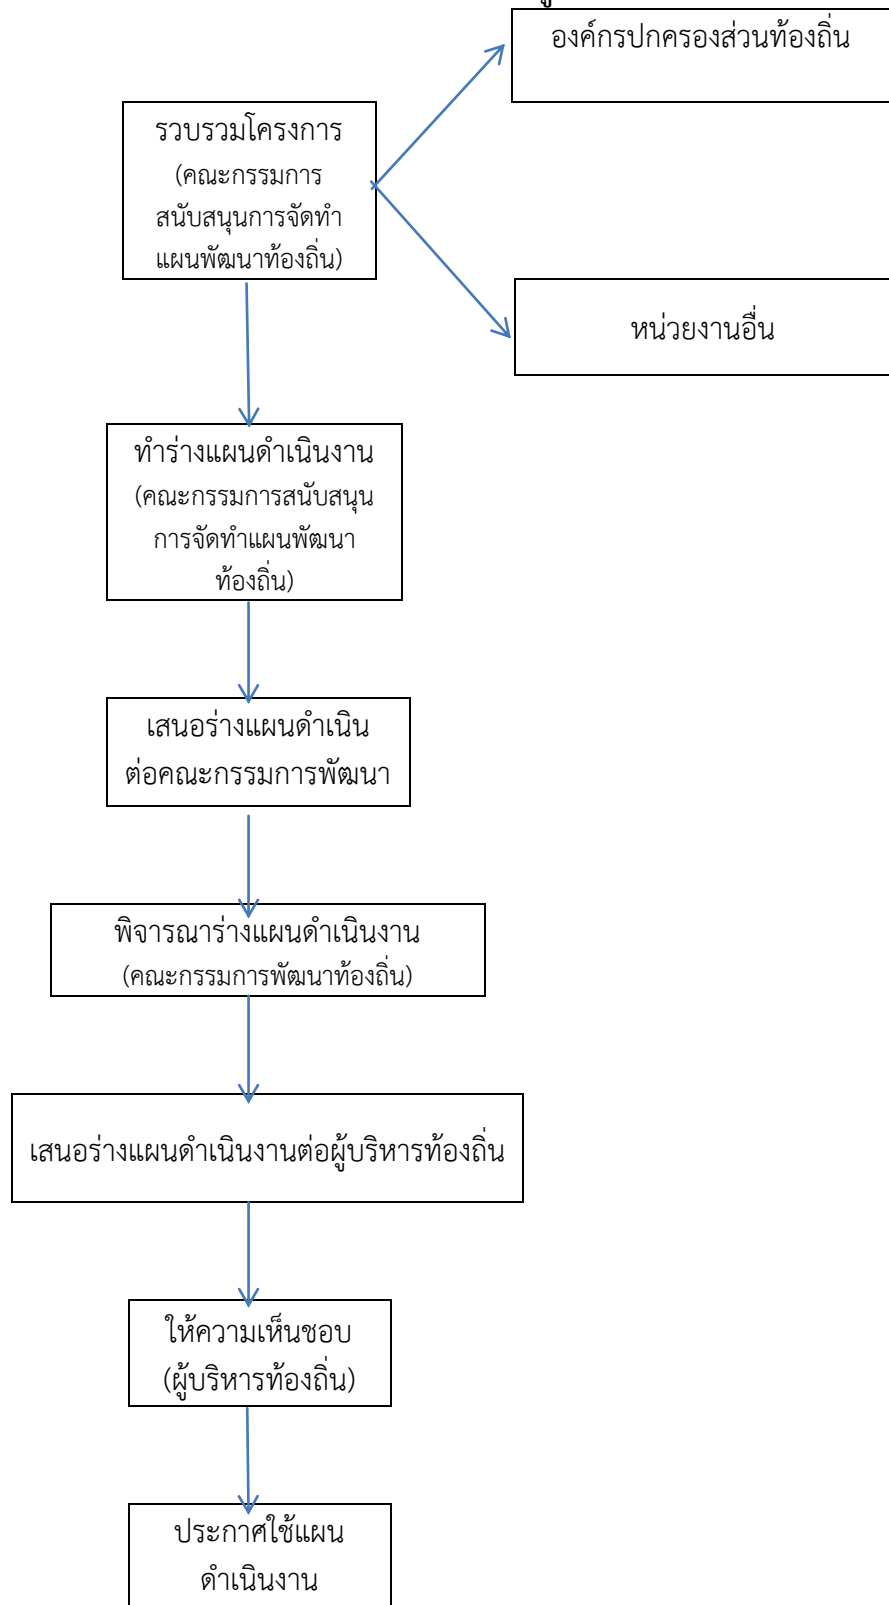 องค์กรปกครองส่วนท้องถิ่น
รวบรวมโครงการ
(คณะกรรมการ
สนับสนุนการจัดทำ
แผนพัฒนาท้องถิ่น)
หน่วยงานอื่น
ทำร่างแผนดำเนินงาน
(คณะกรรมการสนับสนุน
การจัดทำแผนพัฒนา
ท้องถิ่น)
เสนอร่างแผนดำเนิน
ต่อคณะกรรมการพัฒนา
พิจารณาร่างแผนดำเนินงาน
(คณะกรรมการพัฒนาท้องถิ่น)
เสนอร่างแผนดำเนินงานต่อผู้บริหารท้องถิ่น
ให้ความเห็นชอบ
(ผู้บริหารท้องถิ่น)
ประกาศใช้แผน
ดำเนินงาน